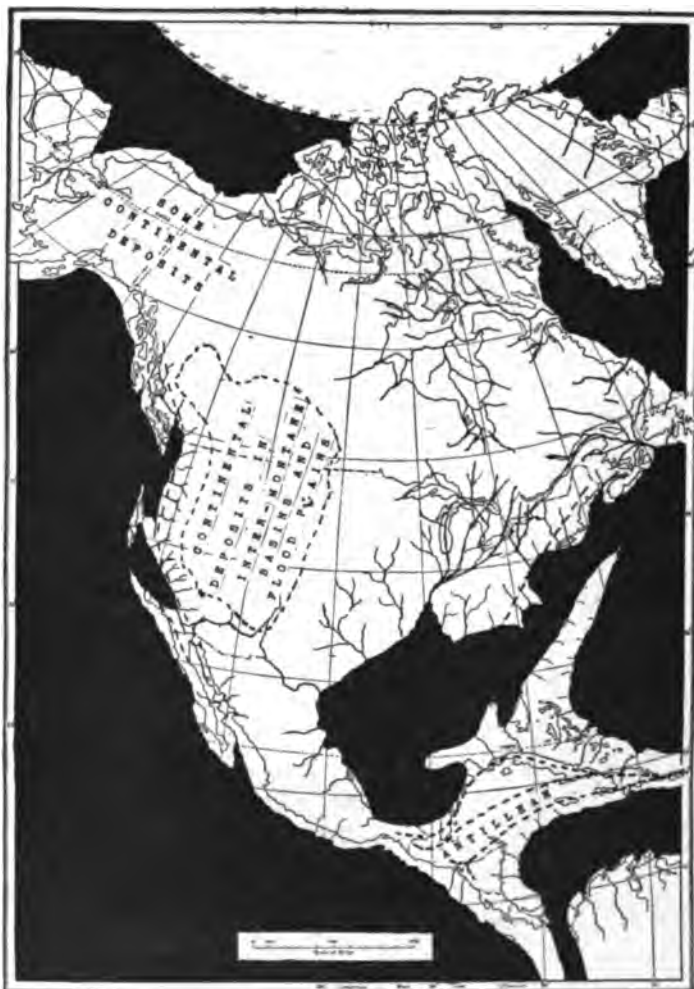 SOME
CONTINENTAL
DEPOSITS
CONTINENTAL
DEPOSITS IN
INTER MONTANE
BASINS AND
FLOOD PLAINS
ANTILLEAN